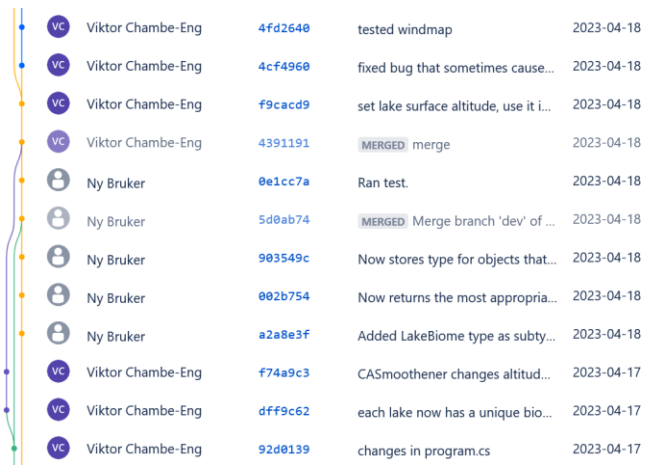 VC Viktor Chambe-Eng 4fd2640 tested windmap 2023-04-18
VC Viktor Chambe-Eng 4cf4960 fixed bug that sometimes cause... 2023-04-18
VC Viktor Chambe-Eng f9cacd9 set lake surface altitude, use it i... 2023-04-18
VC Viktor Chambe-Eng 4391191 MERGED merge 2023-04-18
Ny Bruker 0e1cc7a Ran test. 2023-04-18
Ny Bruker 5d0ab74 MERGED Merge branch 'dev' of ... 2023-04-18
Ny Bruker 903549c Now stores type for objects that... 2023-04-18
Ny Bruker 002b754 Now returns the most appropria... 2023-04-18
Ny Bruker a2a8e3f Added LakeBiome type as subty... 2023-04-18
VC Viktor Chambe-Eng f74a9c3 CASmoothener changes altitud... 2023-04-17
VC Viktor Chambe-Eng dff9c62 each lake now has a unique bio... 2023-04-17
VC Viktor Chambe-Eng 92d0139 changes in program.cs 2023-04-17